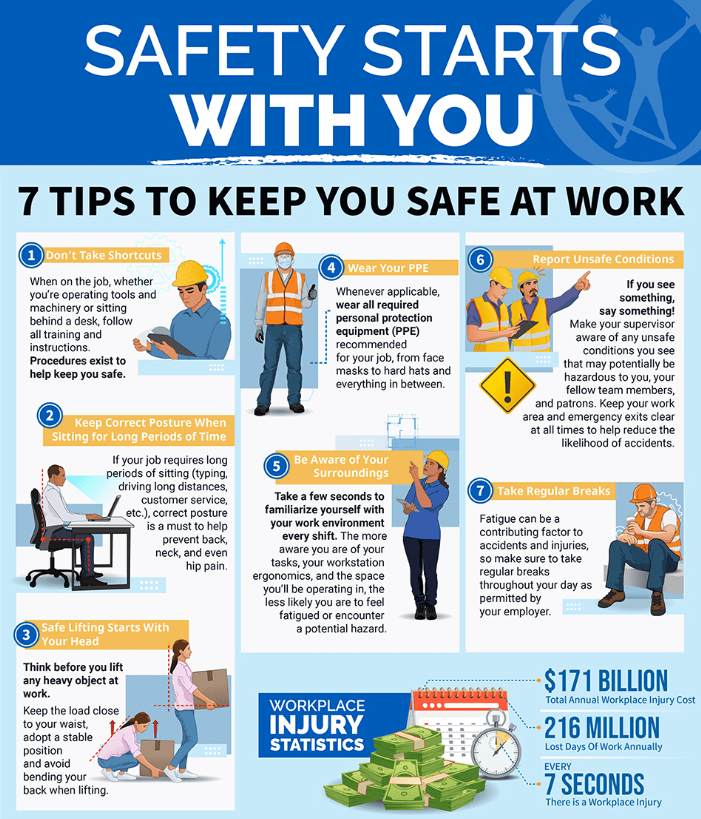 SAFETY STARTS
WITH YOU
7 TIPS TO KEEP YOU SAFE AT WORK
1 Don't Take Shortcuts
When on the job, whether
you're operating tools and
machinery or sitting
behind a desk, follow
all training and
instructions.
Procedures exist to
help keep you safe.
2 Keep Correct Posture When
Sitting for Long Periods of Time
If your job requires long
periods of sitting (typing,
driving long distances,
customer service,
etc.), correct posture
is a must to help
prevent back,
neck, and even
hip pain.
3 Safe Lifting Starts With
Your Head
Think before you lift
any heavy object at
work.
Keep the load close
to your waist,
adopt a stable
position
and avoid
bending your
back when lifting.
4 Wear Your PPE
Whenever applicable,
wear all required
personal protection
equipment (PPE)
recommended
for your job, from face
masks to hard hats and
everything in between.
5 Be Aware of Your
Surroundings
Take a few seconds to
familiarize yourself with
your work environment
every shift. The more
aware you are of your
tasks, your workstation
ergonomics, and the space
you'll be operating in, the
less likely you are to feel
fatigued or encounter
a potential hazard.
6 Report Unsafe Conditions
If you see
something,
say something!
Make your supervisor
aware of any unsafe
conditions you see
that may potentially be
hazardous to you, your
fellow team members,
and patrons. Keep your work
area and emergency exits clear
at all times to help reduce the
likelihood of accidents.
!
7 Take Regular Breaks
Fatigue can be a
contributing factor to
accidents and injuries,
so make sure to take
regular breaks
throughout your day as
permitted by
your employer.
WORKPLACE
INJURY
STATISTICS
$171 BILLION
Total Annual Workplace Injury Cost
216 MILLION
Lost Days Of Work Annually
EVERY
7 SECONDS
There is a Workplace Injury